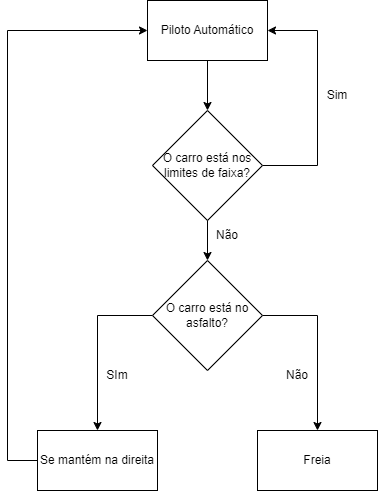 Piloto Automático
Sim
O carro está nos
limites de faixa?
Não
O carro está no
asfalto?
SIm
Não
Se mantém na direita
Freia